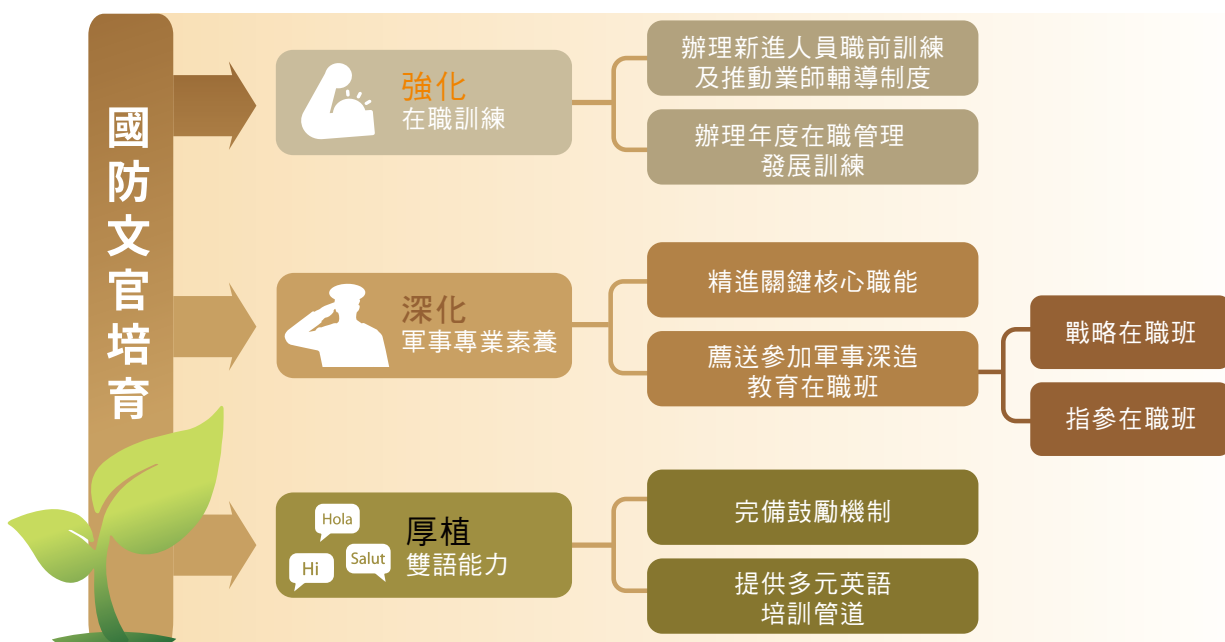 國防文官培育
強化
在職訓練
辦理新進人員職前訓練
及推動業師輔導制度
辦理年度在職管理
發展訓練
深化
軍事專業素養
精進關鍵核心職能
薦送參加軍事深造
教育在職班
戰略在職班
指參在職班
Hola
Hi
Salut
厚植
雙語能力
完備鼓勵機制
提供多元英語
培訓管道